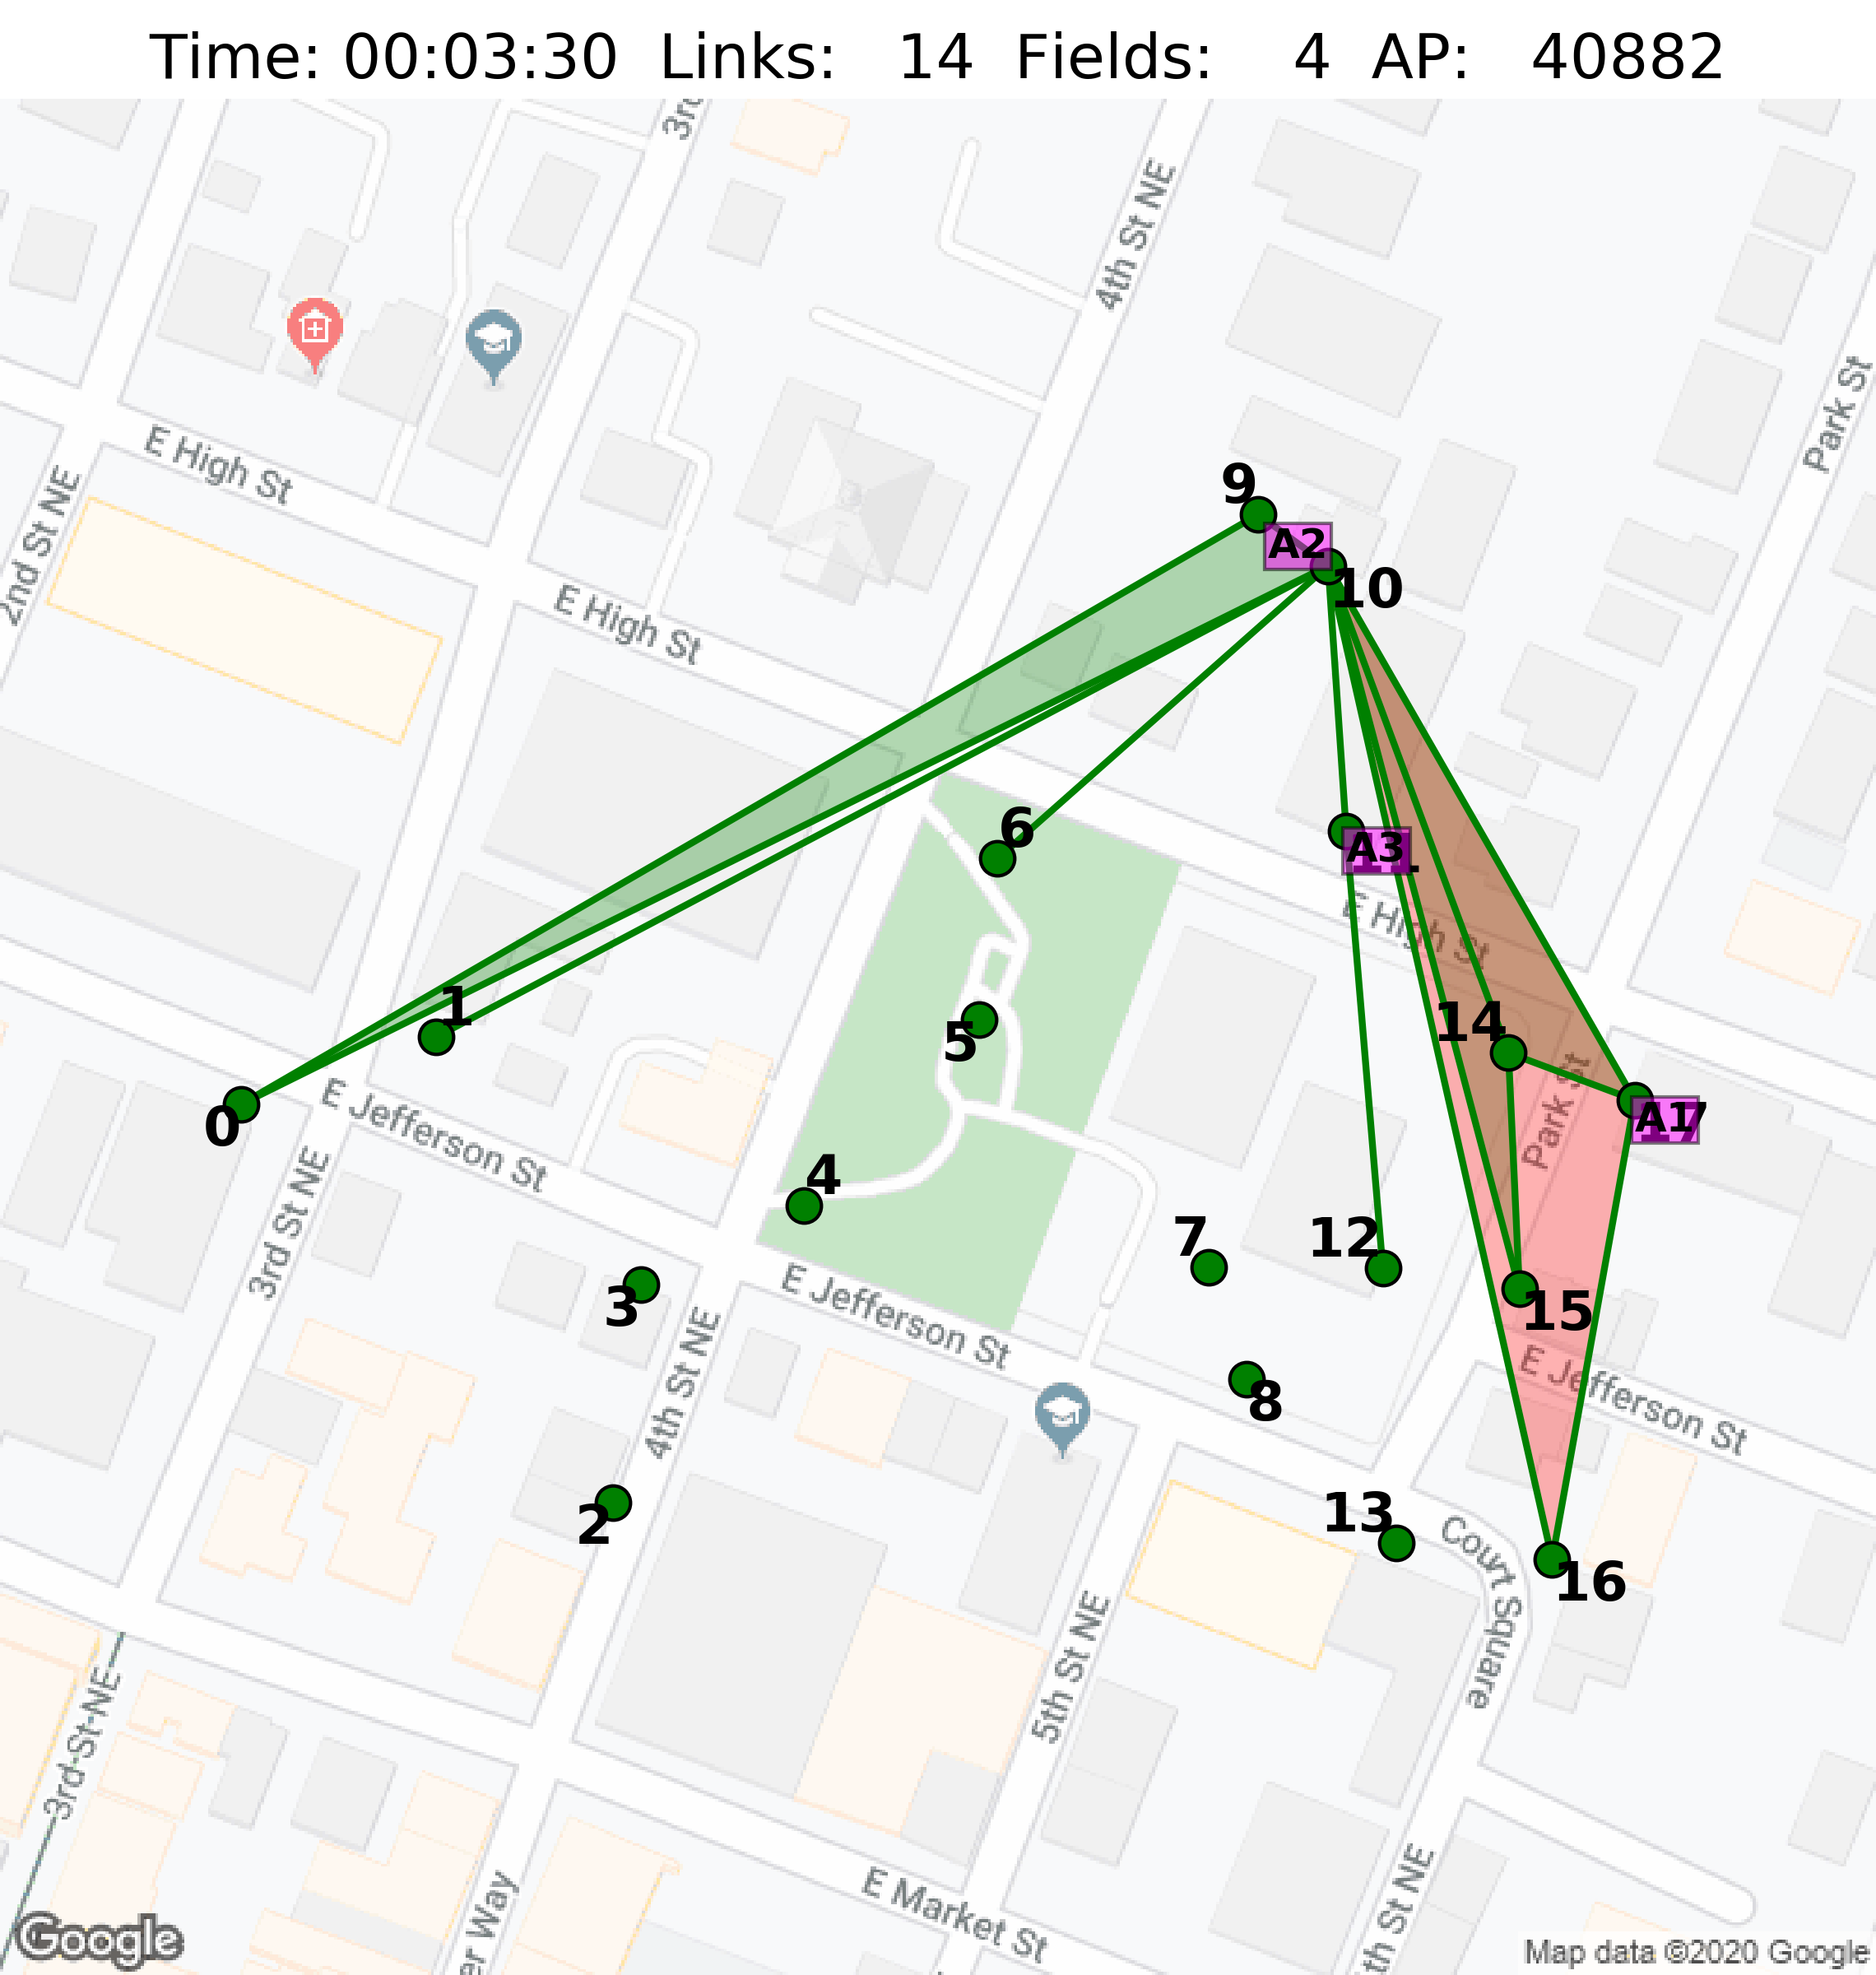 Time: 00:03:30 Links: 14 Fields: 4 AP: 40882
3rd
4th St NE
Park St
E High St
2nd St NE
9
A2
10
E High St
6
A3
E High St
1
14
5
0
E Jefferson St
A17
Park St
4
3rd St NE
7
12
3
E Jefferson St
15
E Jefferson St
8
4th St NE
2
13
Court Square
16
5th St NE
3rd St NE
E Market St
er Way
th St NE
Google
Map data ©2020 Google